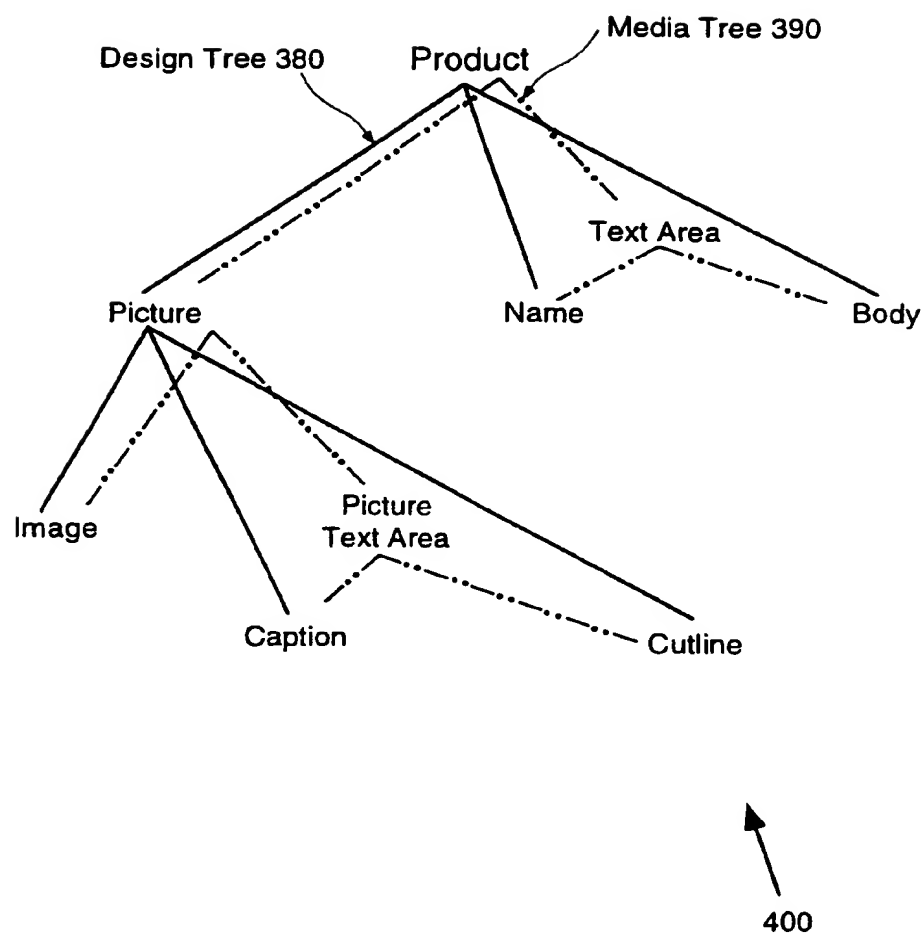 Media Tree 390
Design Tree 380
Product
Text Area
Picture
Name
Body
Picture
Text Area
Image
Caption
Cutline
400